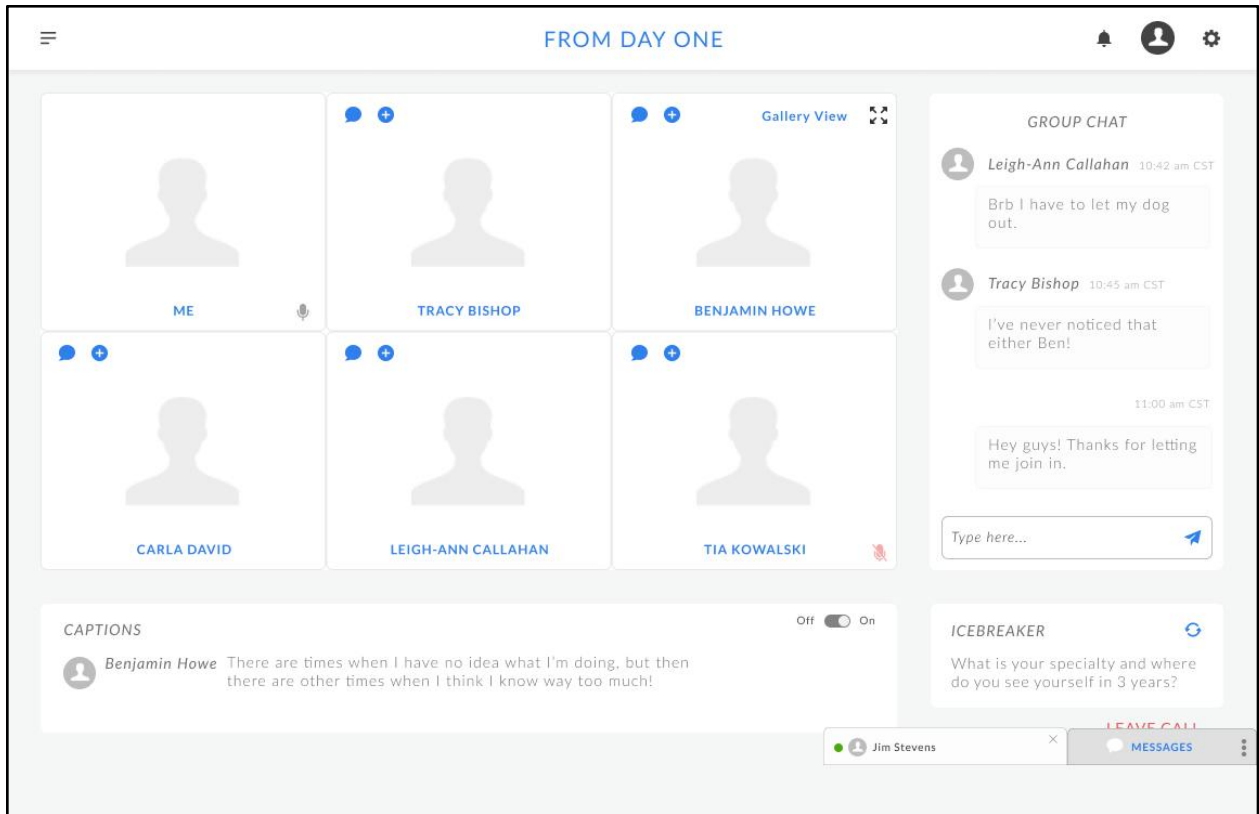 FROM DAY ONE
Gallery View
ME
TRACY BISHOP
BENJAMIN HOWE
CARLA DAVID
LEIGH-ANN CALLAHAN
TIA KOWALSKI
GROUP CHAT
Leigh-Ann Callahan 10:42 am CST
Brb I have to let my dog
out.
Tracy Bishop 10:45 am CST
I've never noticed that
either Ben!
11:00 am CST
Hey guys! Thanks for letting
me join in.
Type here...
CAPTIONS
Off On
Benjamin Howe There are times when I have no idea what I'm doing, but then
there are other times when I think I know way too much!
ICEBREAKER
What is your specialty and where
do you see yourself in 3 years?
LEAVE CALL
Jim Stevens
MESSAGES